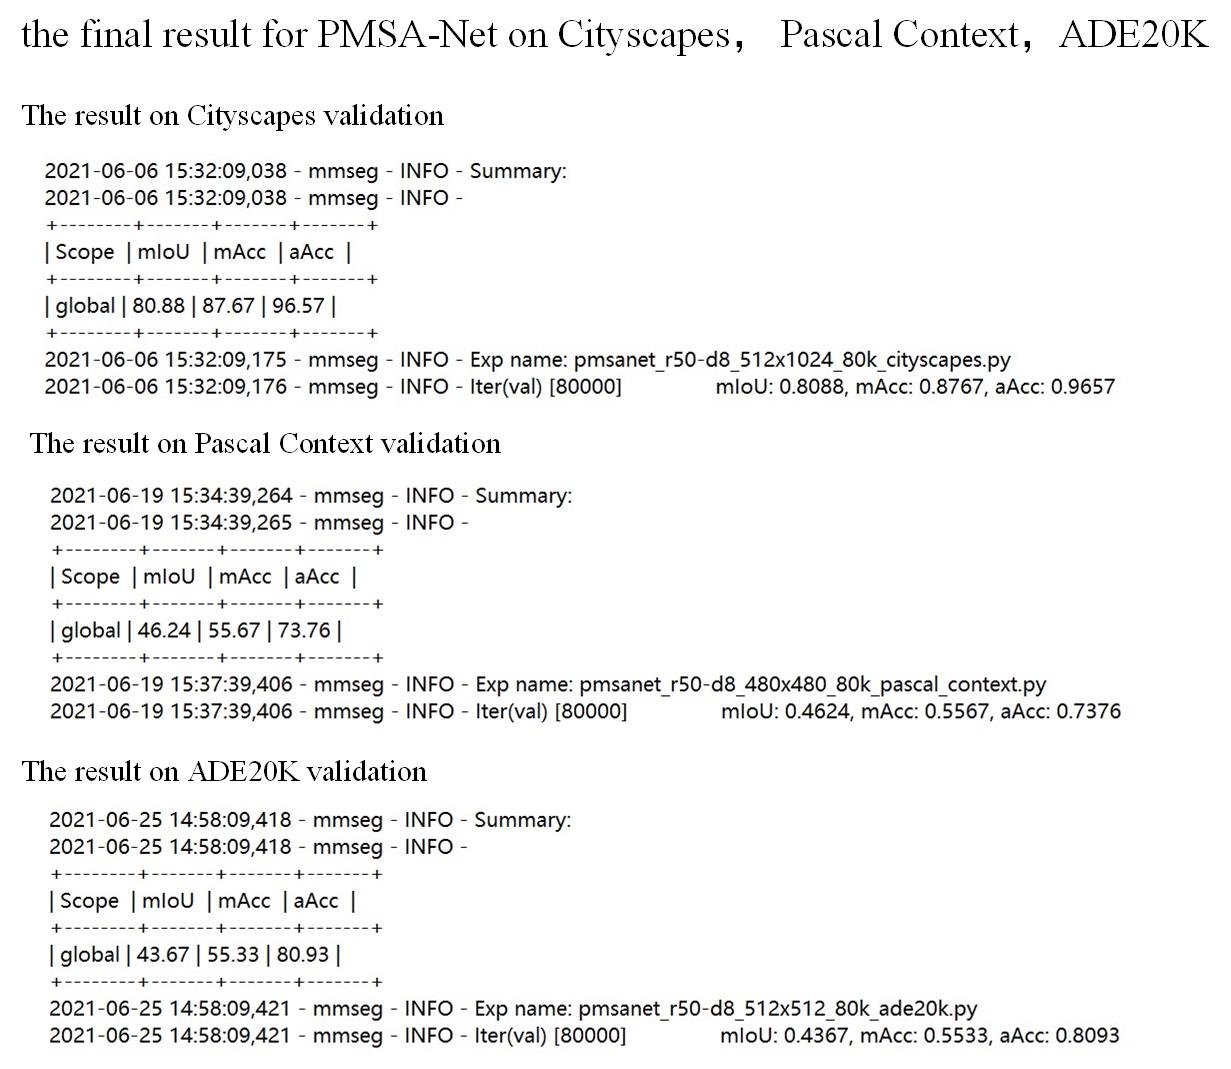 the final result for PMSA-Net on Cityscapes， Pascal Context，ADE20K
The result on Cityscapes validation
2021-06-06 15:32:09,038 - mmseg - INFO - Summary:
2021-06-06 15:32:09,038 - mmseg - INFO -
+--------+-------+-------+-------+
| Scope | mIoU | mAcc | aAcc |
+--------+-------+-------+-------+
| global | 80.88 | 87.67 | 96.57 |
+--------+-------+-------+-------+
2021-06-06 15:32:09,175 - mmseg - INFO - Exp name: pmsanet_r50-d8_512x1024_80k_cityscapes.py
2021-06-06 15:32:09,176 - mmseg - INFO - Iter(val) [80000] mIoU: 0.8088, mAcc: 0.8767, aAcc: 0.9657
The result on Pascal Context validation
2021-06-19 15:34:39,264 - mmseg - INFO - Summary:
2021-06-19 15:34:39,265 - mmseg - INFO -
+--------+-------+-------+-------+
| Scope | mIoU | mAcc | aAcc |
+--------+-------+-------+-------+
| global | 46.24 | 55.67 | 73.76 |
+--------+-------+-------+-------+
2021-06-19 15:37:39,406 - mmseg - INFO - Exp name: pmsanet_r50-d8_480x480_80k_pascal_context.py
2021-06-19 15:37:39,406 - mmseg - INFO - Iter(val) [80000] mIoU: 0.4624, mAcc: 0.5567, aAcc: 0.7376
The result on ADE20K validation
2021-06-25 14:58:09,418 - mmseg - INFO - Summary:
2021-06-25 14:58:09,418 - mmseg - INFO -
+--------+-------+-------+-------+
| Scope | mIoU | mAcc | aAcc |
+--------+-------+-------+-------+
| global | 43.67 | 55.33 | 80.93 |
+--------+-------+-------+-------+
2021-06-25 14:58:09,421 - mmseg - INFO - Exp name: pmsanet_r50-d8_512x512_80k_ade20k.py
2021-06-25 14:58:09,421 - mmseg - INFO - Iter(val) [80000] mIoU: 0.4367, mAcc: 0.5533, aAcc: 0.8093